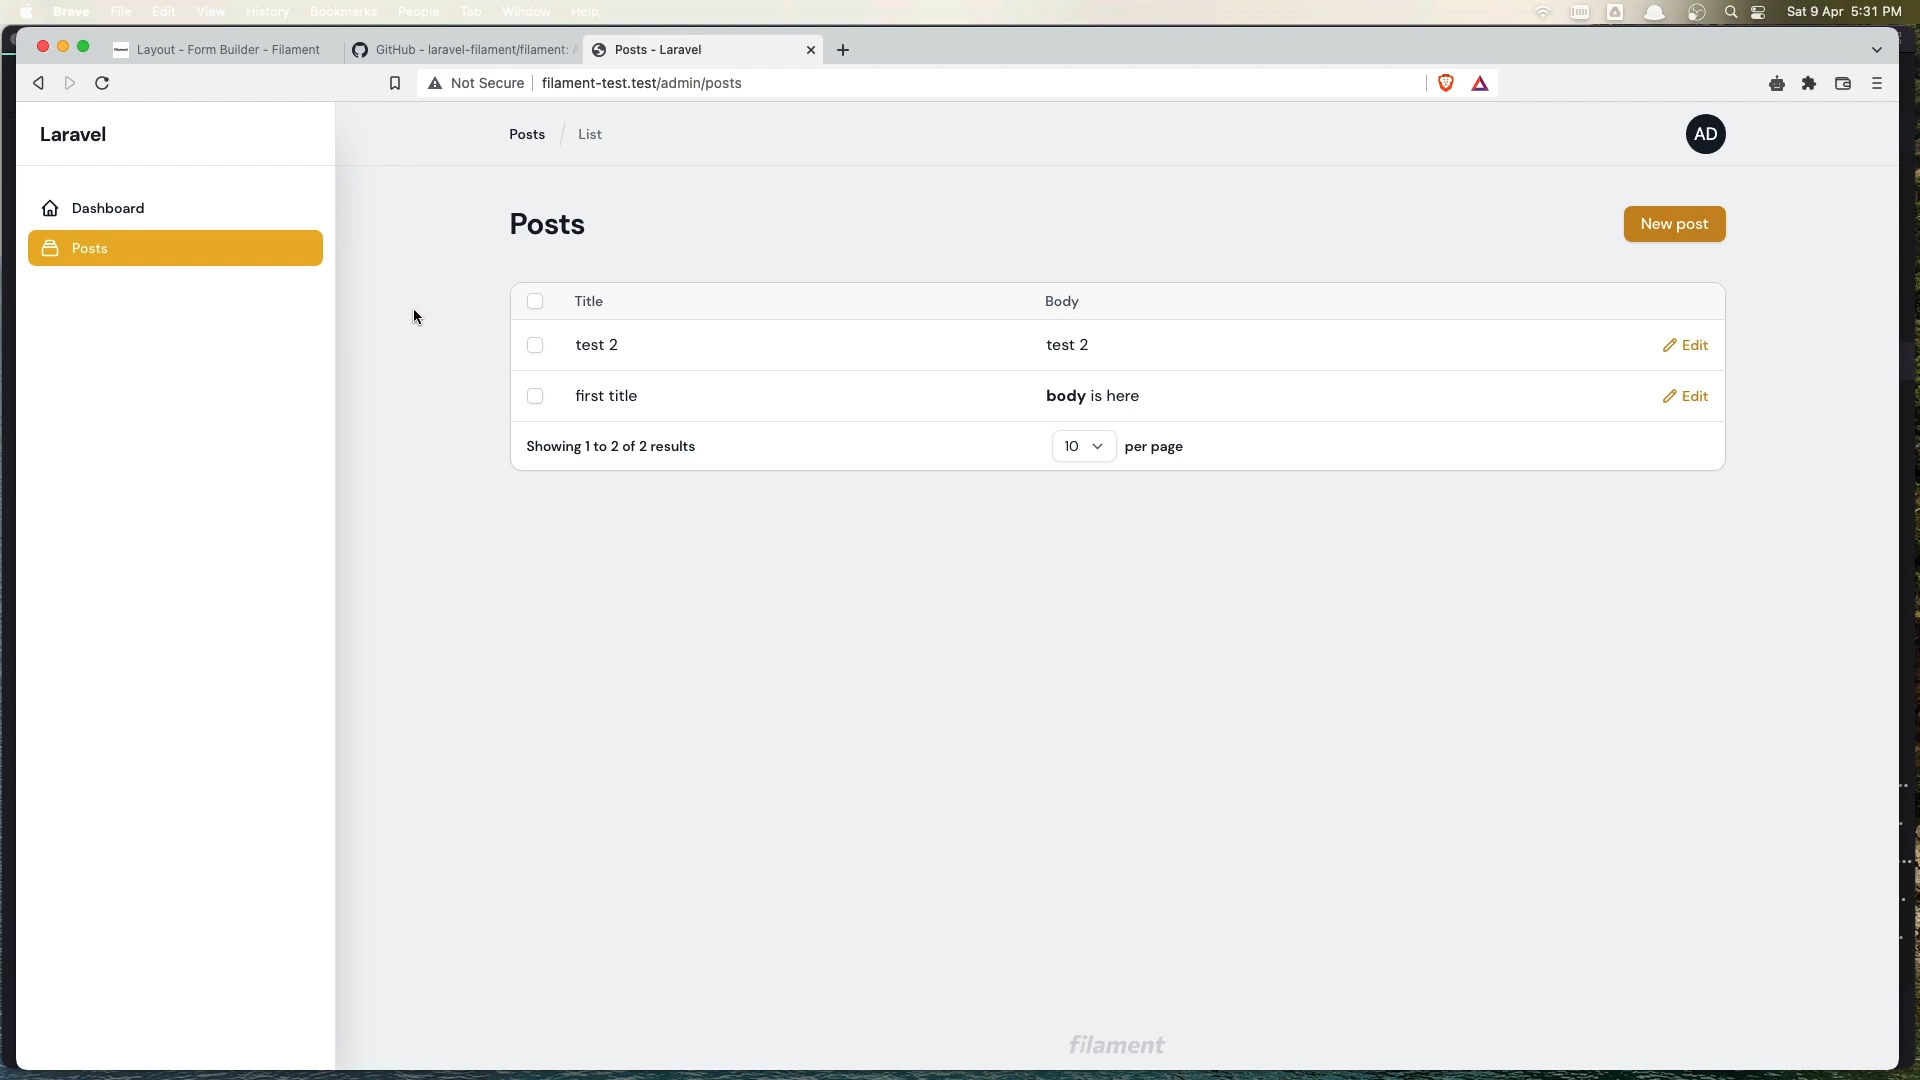 Brave File Edit View History Bookmarks People Tab Window Help Sat 9 Apr 5:31 PM
Layout - Form Builder - Filament GitHub - laravel-filament/filament: Posts - Laravel
Not Secure filament-test.test/admin/posts
Laravel Posts List AD
Dashboard
Posts
Posts New post
Title Body
test 2 test 2 Edit
first title body is here Edit
Showing 1 to 2 of 2 results 10 per page
filament